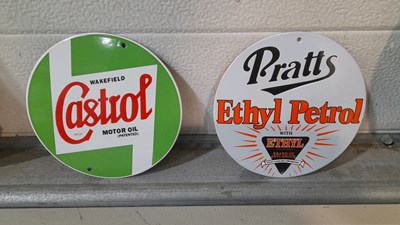 WAKEFIELD
Castrol
MOTOR OIL
(PATENTED)
Pratts
Ethyl Petrol
WITH
ETHYL